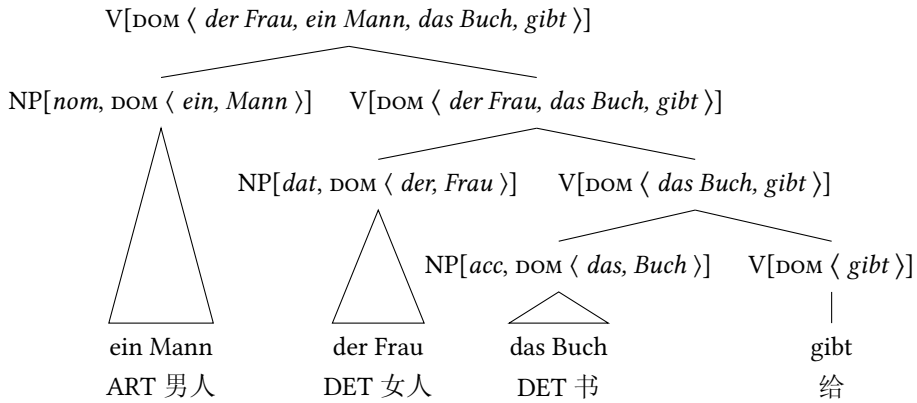 V[DOM ⟨ der Frau, ein Mann, das Buch, gibt ⟩]
NP[nom, DOM ⟨ ein, Mann ⟩] V[DOM ⟨ der Frau, das Buch, gibt ⟩]
NP[dat, DOM ⟨ der, Frau ⟩] V[DOM ⟨ das Buch, gibt ⟩]
NP[acc, DOM ⟨ das, Buch ⟩] V[DOM ⟨ gibt ⟩]
ein Mann der Frau das Buch gibt
ART 男人 DET 女人 DET 书 给